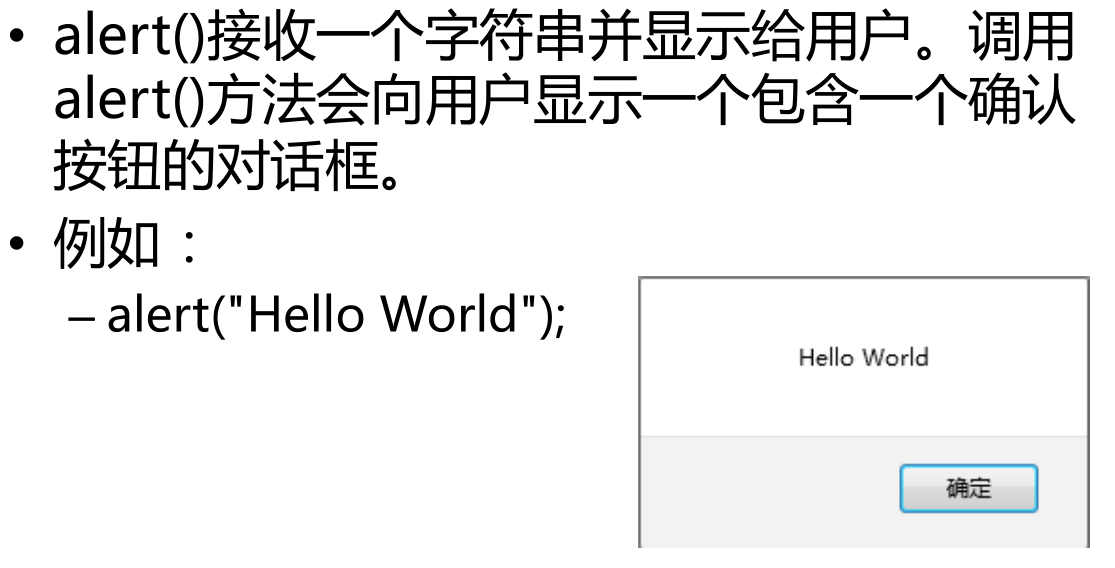 • alert()接收一个字符串并显示给用户。调用
alert()方法会向用户显示一个包含一个确认
按钮的对话框。
• 例如：
– alert("Hello World");
Hello World
确定